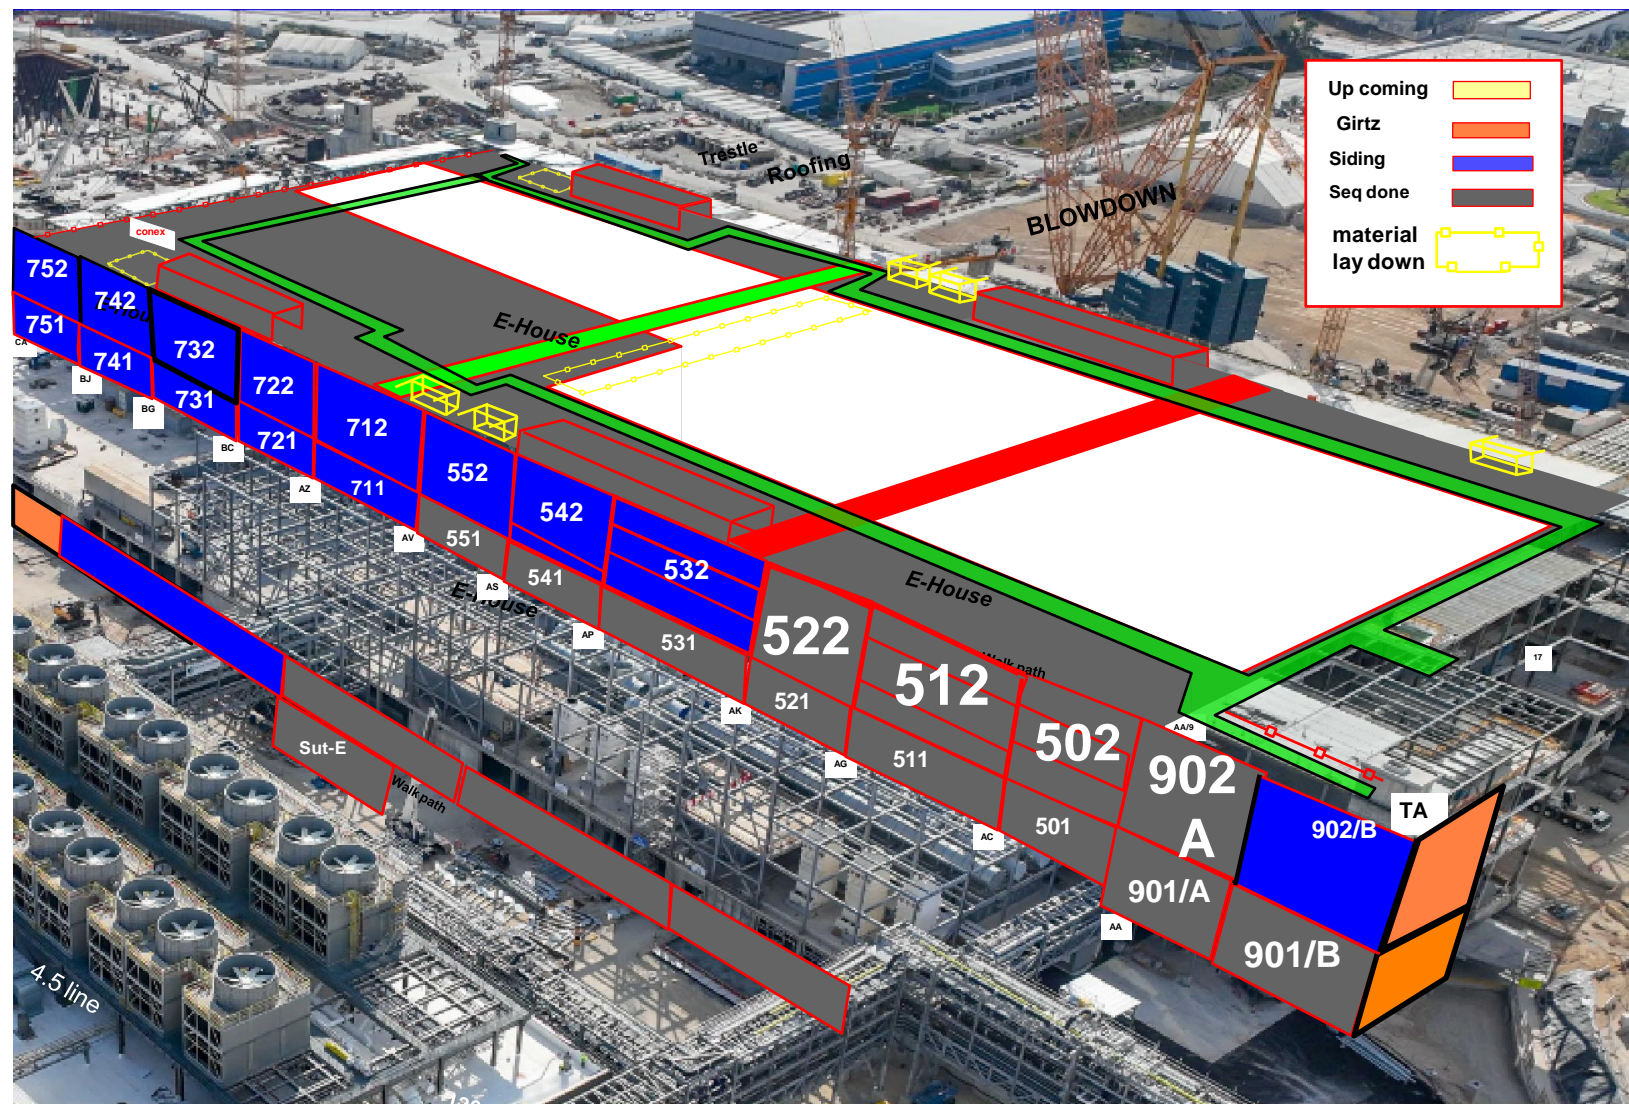 Up coming
Girtz
Siding
Seq done
material
lay down
Trestle
Roofing
BLOWDOWN
conex
E-House
752
742
732
722
712
552
542
532
522
512
502
902
A
902/B
751
741
731
721
711
551
541
531
521
511
501
901/A
901/B
CA
BJ
BG
BC
AZ
AV
AS
AP
AK
AG
AC
AA
AA/9
E-House
E-House
Walk path
17
TA
Sut-E
Walk path
4.5 line